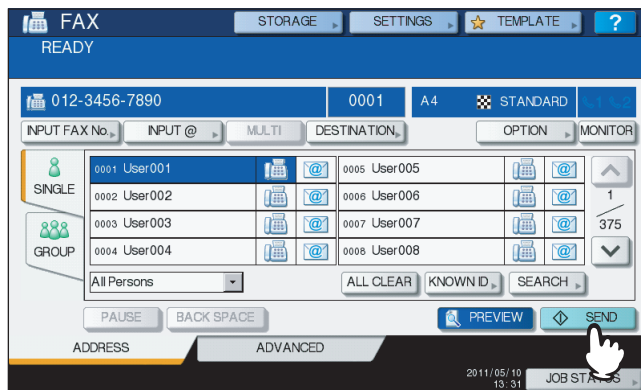 FAX STORAGE SETTINGS TEMPLATE ?
READY
012-3456-7890 0001 A4 STANDARD 1 2
INPUT FAX No. INPUT @ MULTI DESTINATION OPTION MONITOR
SINGLE
GROUP
0001 User001 @ 0005 User005 @
0002 User002 @ 0006 User006 @
0003 User003 @ 0007 User007 @
0004 User004 @ 0008 User008 @
1
375
All Persons ALL CLEAR KNOWN ID SEARCH
PAUSE BACK SPACE PREVIEW SEND
ADDRESS ADVANCED
2011/05/10
13:31
JOB STATUS